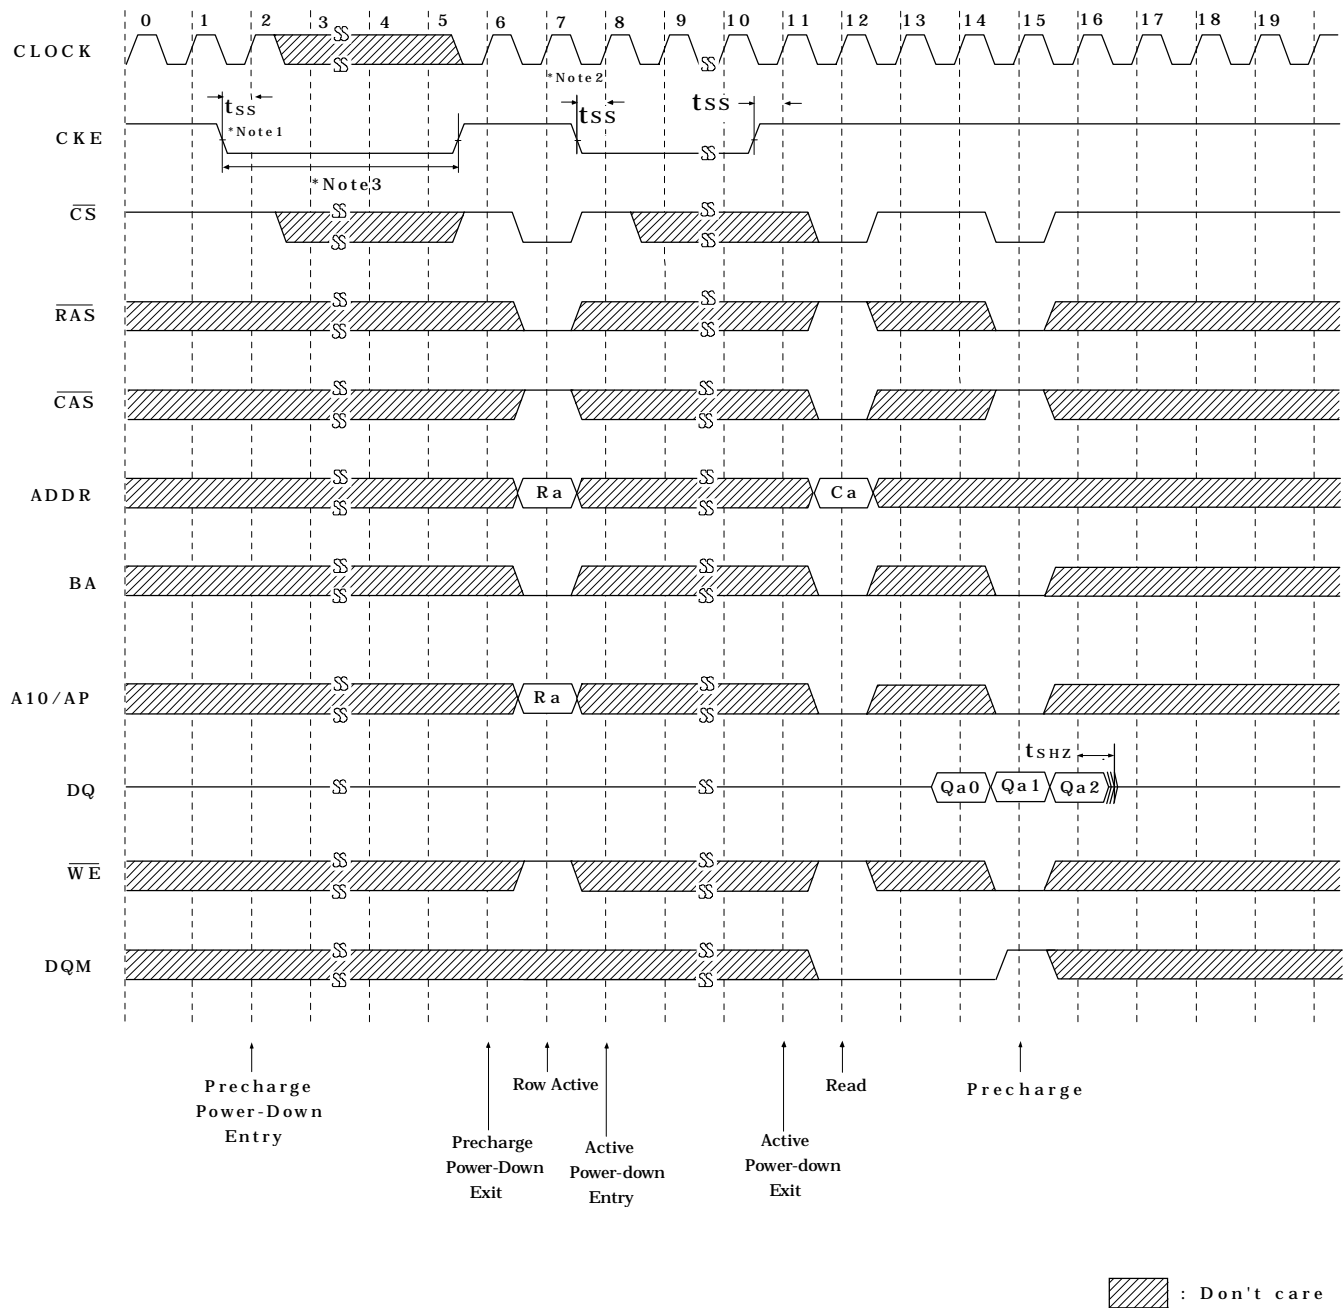 0 1 2 3 4 5 6 7 8 9 10 11 12 13 14 15 16 17 18 19
CLOCK
*Note2
tSS
tSS
tSS
*Note1
CKE
*Note3
CS
RAS
CAS
ADDR
Ra
Ca
BA
A10/AP
Ra
tSHZ
DQ
Qa0
Qa1
Qa2
WE
DQM
Precharge
Power-Down
Entry
Precharge
Power-Down
Exit
Row Active
Active
Power-down
Entry
Active
Power-down
Exit
Read
Precharge
: Don't care